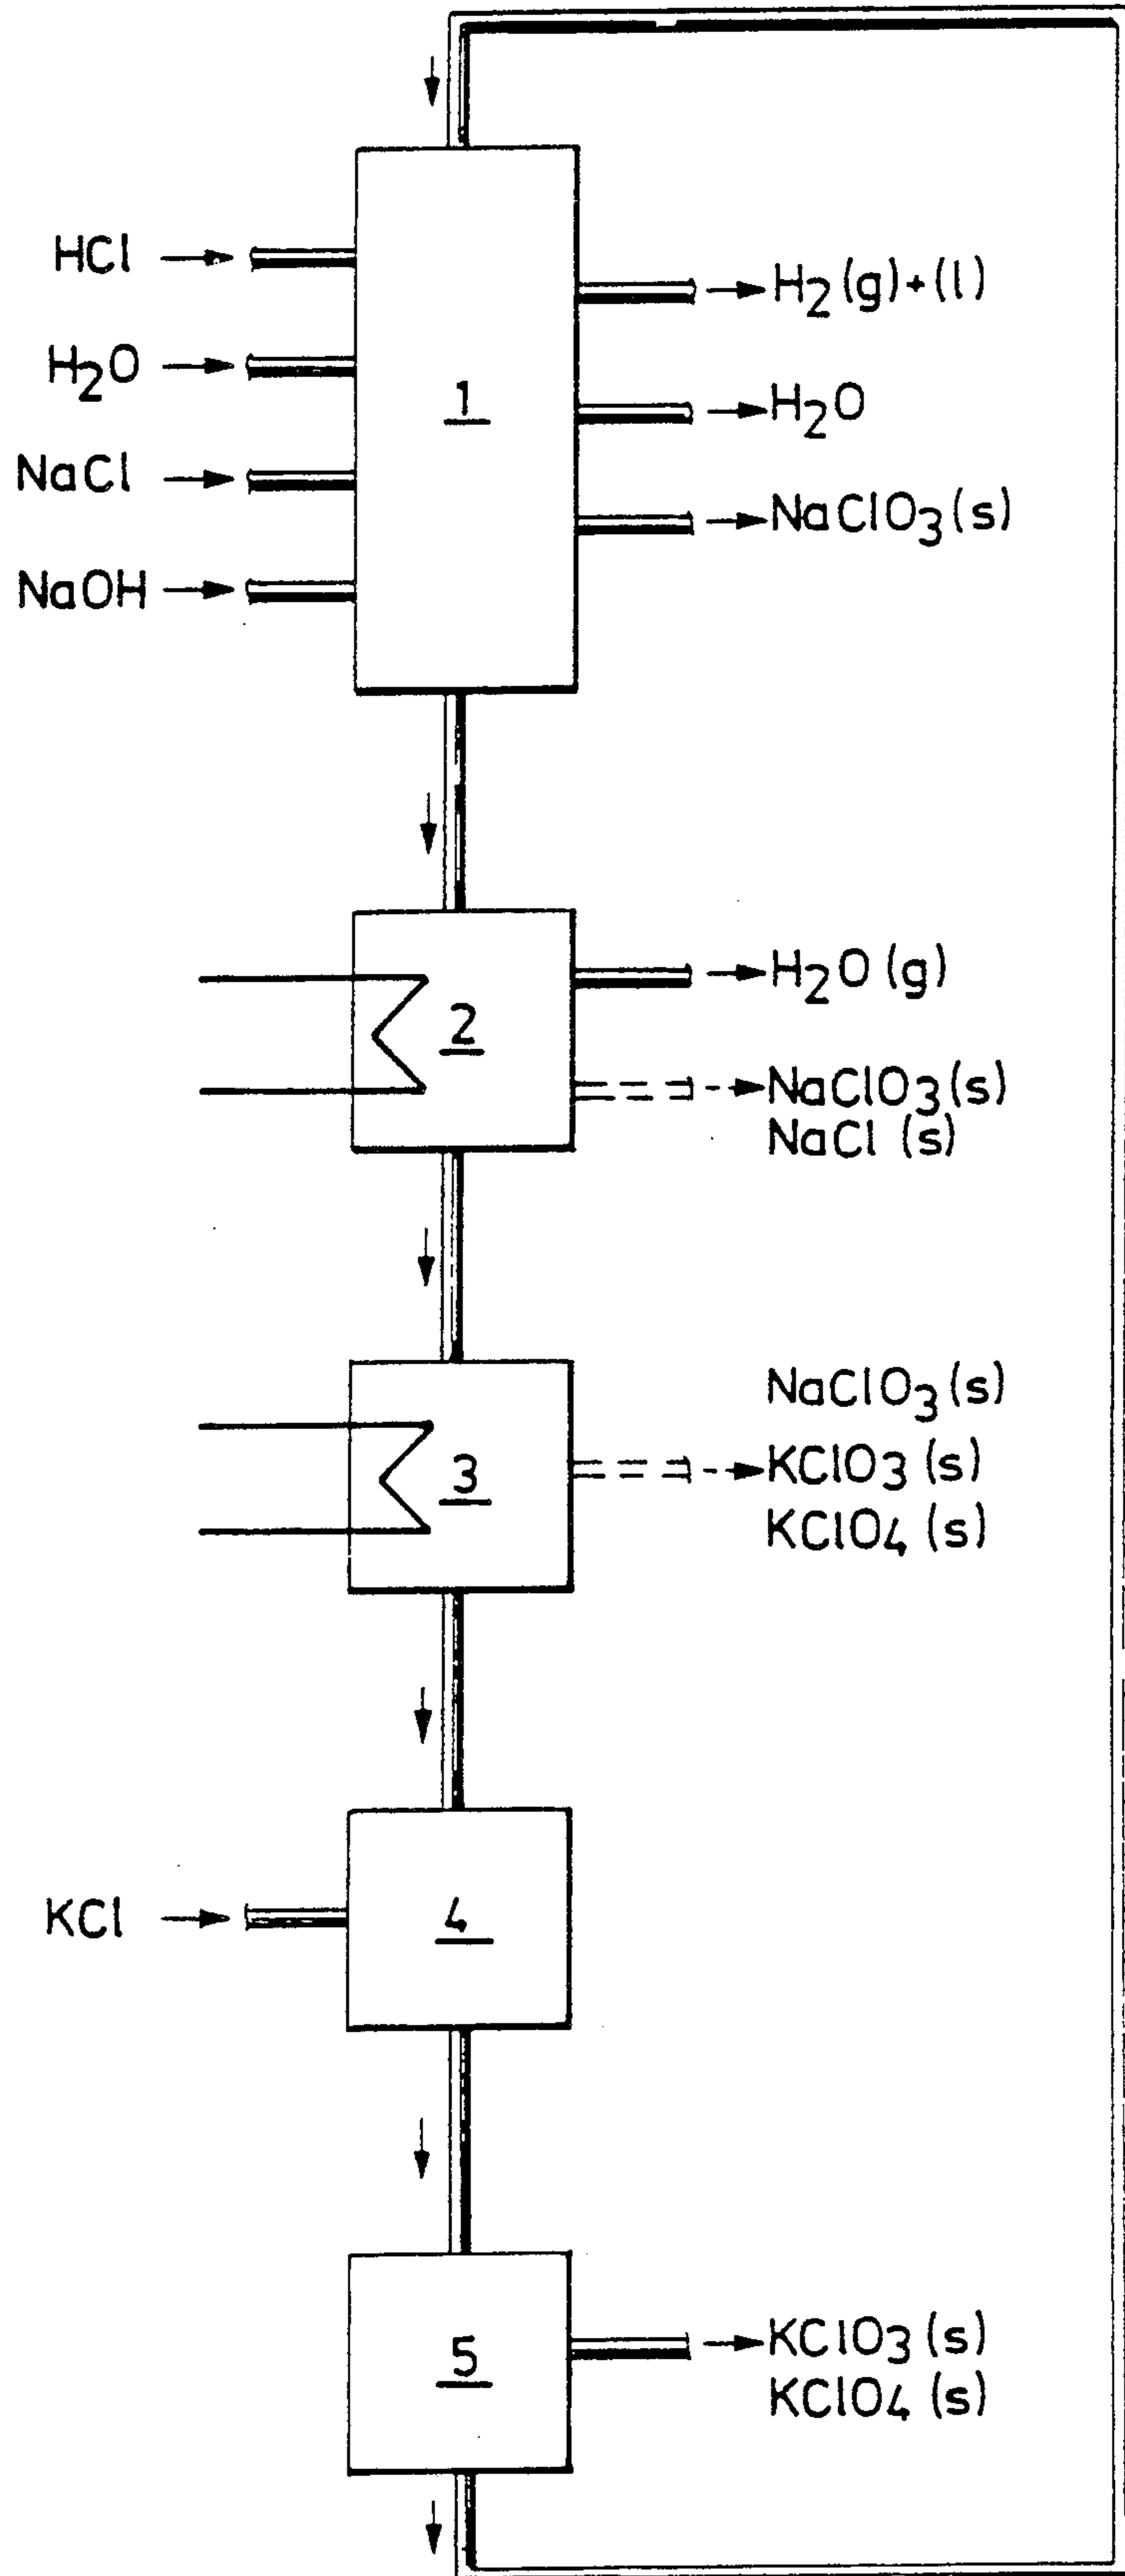 HCl
H₂O
NaCl
NaOH
1
H₂(g)+(l)
H₂O
NaClO₃(s)
2
H₂O (g)
NaClO₃(s)
NaCl (s)
3
NaClO₃(s)
KClO₃ (s)
KClO₄ (s)
KCl
4
5
KClO₃ (s)
KClO₄ (s)